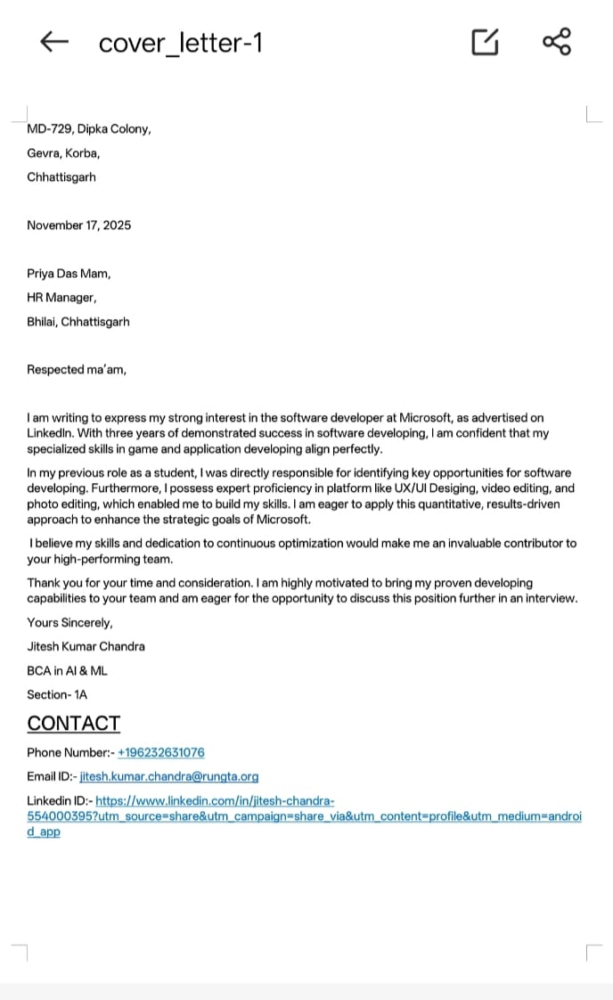 cover_letter-1
MD-729, Dipka Colony,
Gevra, Korba,
Chhattisgarh
November 17, 2025
Priya Das Mam,
HR Manager,
Bhilai, Chhattisgarh
Respected ma'am,
I am writing to express my strong interest in the software developer at Microsoft, as advertised on
LinkedIn. With three years of demonstrated success in software developing, I am confident that my
specialized skills in game and application developing align perfectly.
In my previous role as a student, I was directly responsible for identifying key opportunities for software
developing. Furthermore, I possess expert proficiency in platform like UX/UI Desiging, video editing, and
photo editing, which enabled me to build my skills. I am eager to apply this quantitative, results-driven
approach to enhance the strategic goals of Microsoft.
I believe my skills and dedication to continuous optimization would make me an invaluable contributor to
your high-performing team.
Thank you for your time and consideration. I am highly motivated to bring my proven developing
capabilities to your team and am eager for the opportunity to discuss this position further in an interview.
Yours Sincerely,
Jitesh Kumar Chandra
BCA in AI & ML
Section- 1A
CONTACT
Phone Number:- +196232631076
Email ID:- jitesh.kumar.chandra@rungta.org
Linkedin ID:- https://www.linkedin.com/in/jitesh-chandra-
554000395?utm_source=share&utm_campaign=share_via&utm_content=profile&utm_medium=androi
d_app